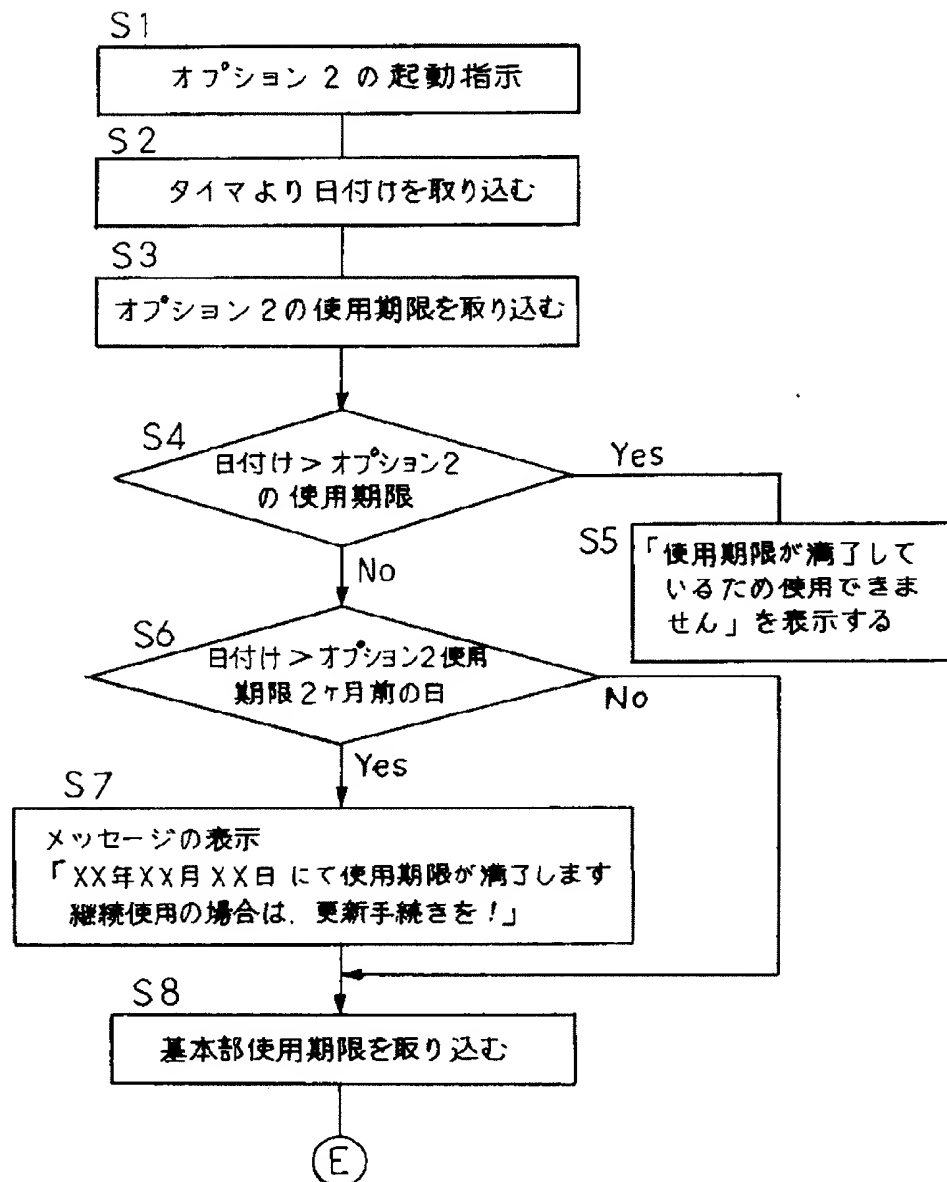 S1
オプション2の起動指示
S2
タイマより日付けを取り込む
S3
オプション2の使用期限を取り込む
S4
日付け>オプション2
の使用期限
Yes
No
S5
「使用期限が満了して
いるため使用できま
せん」を表示する
S6
日付け>オプション2使用
期限2ヶ月前の日
No
Yes
S7
メッセージの表示
「XX年XX月XX日にて使用期限が満了します
継続使用の場合は、更新手続きを!」
S8
基本部使用期限を取り込む
E